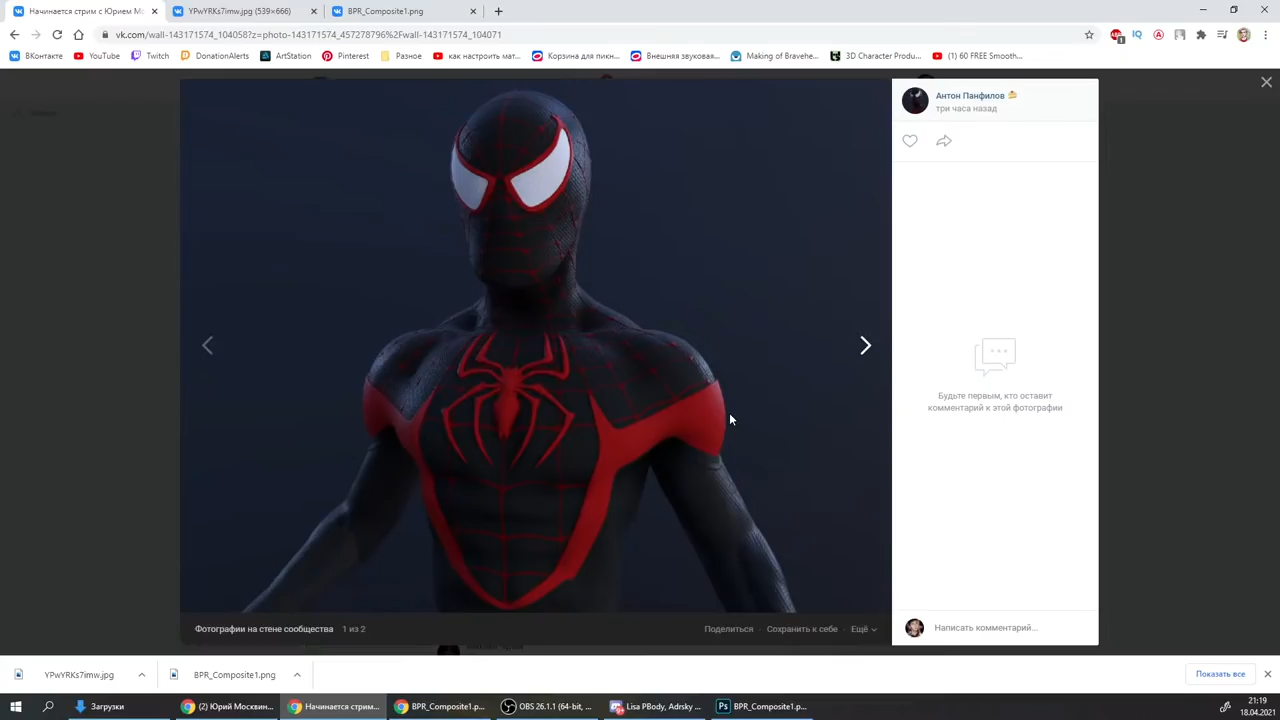 Начинается стрим с Юрием Мо
YPwYRKs7imw.jpg (539×666)
BPR_Composite1.png
vk.com/wall-143171574_104058?z=photo-143171574_457278796%2Fwall-143171574_104071
ВКонтакте
YouTube
Twitch
DonationAlerts
ArtStation
Pinterest
Разное
как настроить мат...
Корзина для пикн...
Внешняя звуковая...
Making of Bravehe...
3D Character Produ...
(1) 60 FREE Smooth...
Антон Панфилов
три часа назад
Будьте первым, кто оставит
комментарий к этой фотографии
Фотографии на стене сообщества 1 из 2
Поделиться · Сохранить к себе · Ещё
Написать комментарий...
YPwYRKs7imw.jpg
BPR_Composite1.png
Показать все
Загрузки
(2) Юрий Москвин...
Начинается стрим...
BPR_Composite1.p...
OBS 26.1.1 (64-bit, ...
Lisa PBody, Adrsky ...
BPR_Composite1.p...
21:19
18.04.2021